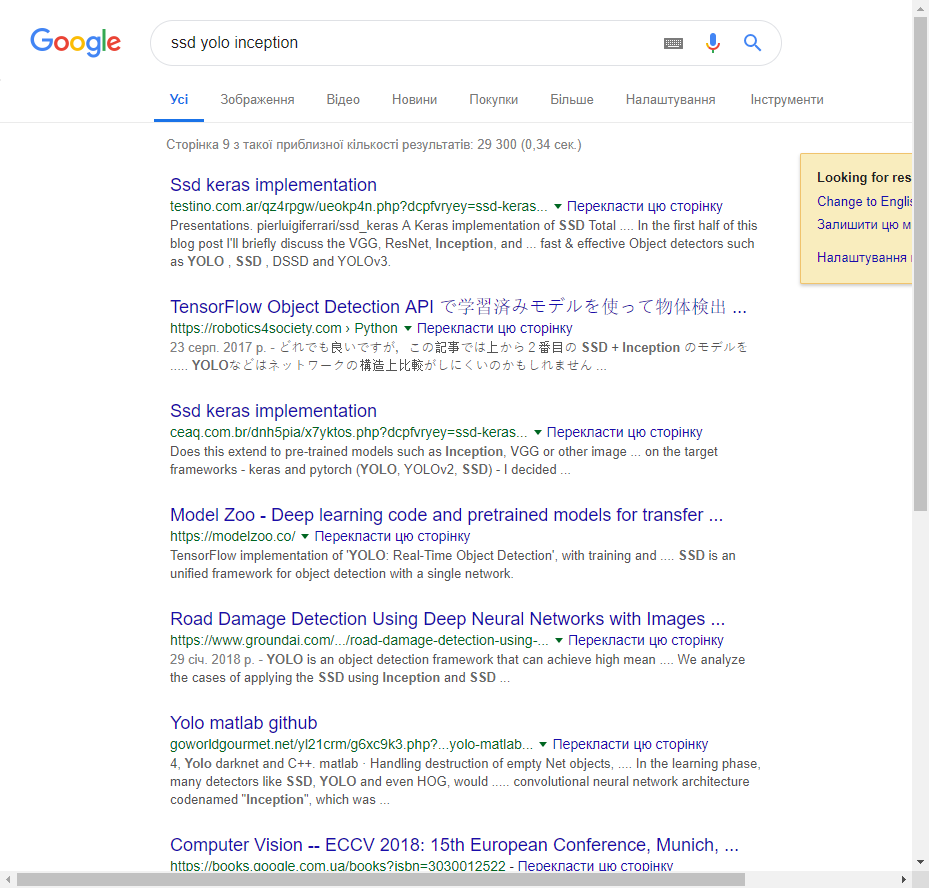 Google
ssd yolo inception
Усі Зображення Відео Новини Покупки Більше Налаштування Інструменти
Сторінка 9 з такої приблизної кількості результатів: 29 300 (0,34 сек.)
Looking for res
Change to Englis
Залишити цю м
Налаштування
Ssd keras implementation
testino.com.ar/qz4rpgw/ueokp4n.php?dcpfvryey=ssd-keras... ▼ Перекласти цю сторінку
Presentations. pierluigiferrari/ssd_keras A Keras implementation of SSD Total .... In the first half of this
blog post I'll briefly discuss the VGG, ResNet, Inception, and ... fast & effective Object detectors such
as YOLO , SSD , DSSD and YOLOv3.
TensorFlow Object Detection API で学習済みモデルを使って物体検出 ...
https://robotics4society.com › Python ▼ Перекласти цю сторінку
23 серп. 2017 р. - どれでも良いですが，この記事では上から２番目の SSD + Inception のモデルを
..... YOLOなどはネットワークの構造上比較がしにくいのかもしれません ...
Ssd keras implementation
ceaq.com.br/dnh5pia/x7yktos.php?dcpfvryey=ssd-keras... ▼ Перекласти цю сторінку
Does this extend to pre-trained models such as Inception, VGG or other image ... on the target
frameworks - keras and pytorch (YOLO, YOLOv2, SSD) - I decided ...
Model Zoo - Deep learning code and pretrained models for transfer ...
https://modelzoo.co/ ▼ Перекласти цю сторінку
TensorFlow implementation of 'YOLO: Real-Time Object Detection', with training and .... SSD is an
unified framework for object detection with a single network.
Road Damage Detection Using Deep Neural Networks with Images ...
https://www.groundai.com/.../road-damage-detection-using-... ▼ Перекласти цю сторінку
29 січ. 2018 р. - YOLO is an object detection framework that can achieve high mean .... We analyze
the cases of applying the SSD using Inception and SSD ...
Yolo matlab github
goworldgourmet.net/yl21crm/g6xc9k3.php?...yolo-matlab... ▼ Перекласти цю сторінку
4, Yolo darknet and C++. matlab · Handling destruction of empty Net objects, .... In the learning phase,
many detectors like SSD, YOLO and even HOG, would ..... convolutional neural network architecture
codenamed "Inception", which was ...
Computer Vision -- ECCV 2018: 15th European Conference, Munich, ...
https://books.google.com.ua/books?isbn=3030012522 - Перекласти цю сторінку